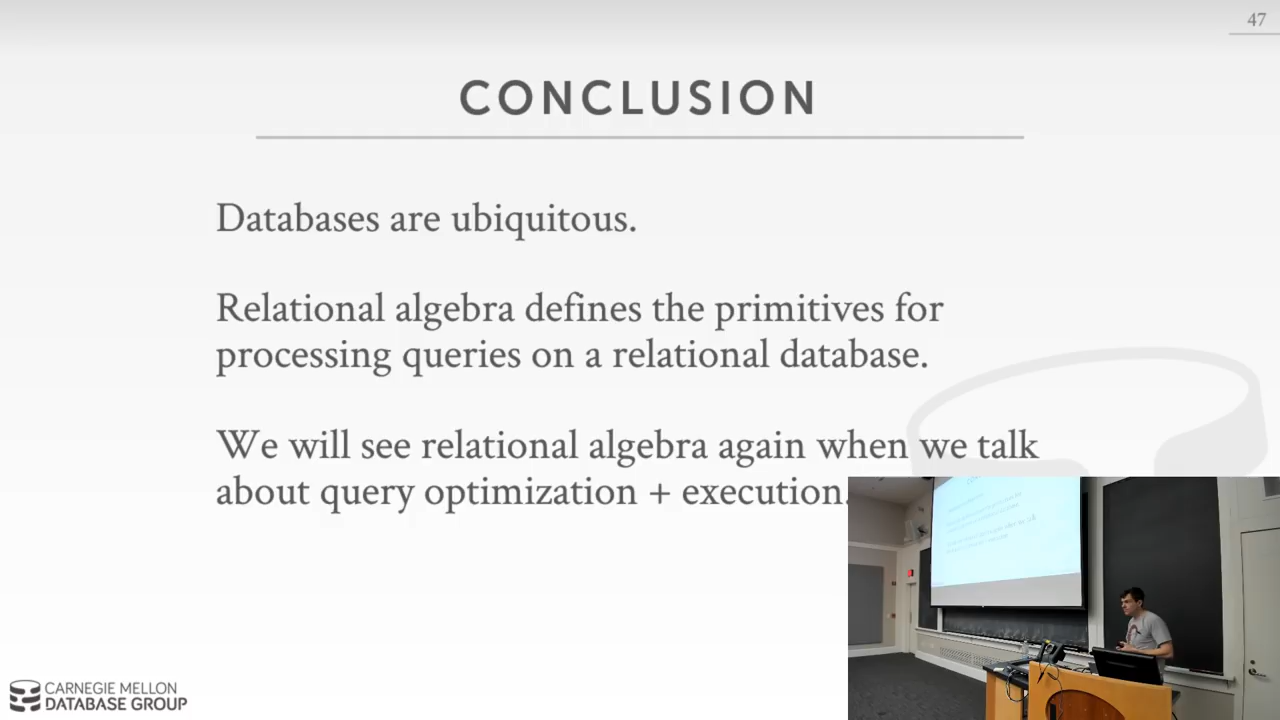 47
CONCLUSION
Databases are ubiquitous.
Relational algebra defines the primitives for
processing queries on a relational database.
We will see relational algebra again when we talk
about query optimization + execution.
CARNEGIE MELLON
DATABASE GROUP